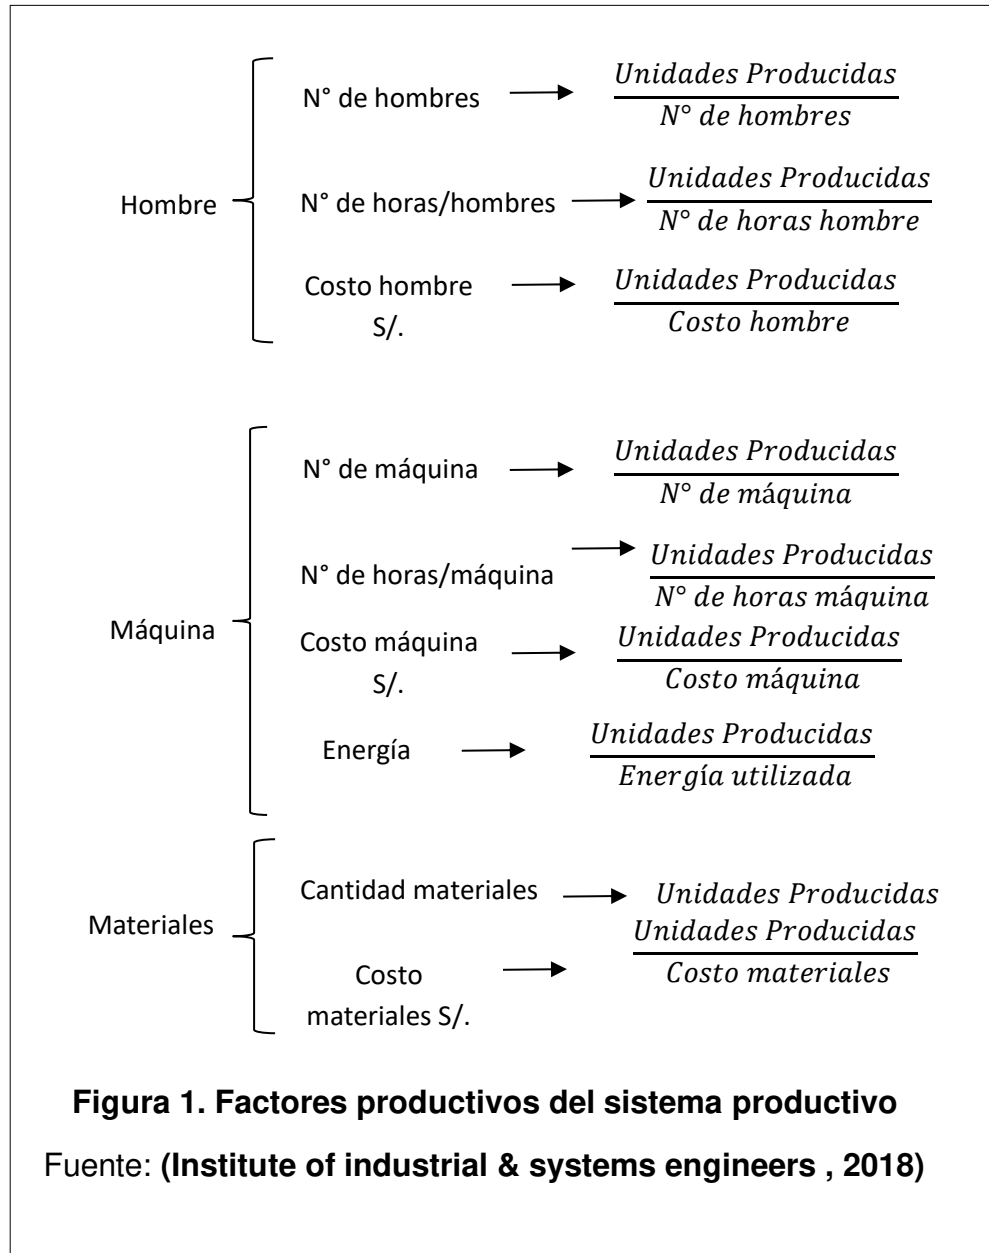 N° de hombres
Unidades Producidas
N° de hombres
Hombre
N° de horas/hombres
Unidades Producidas
N° de horas hombre
Costo hombre
S/.
Unidades Producidas
Costo hombre
N° de máquina
Unidades Producidas
N° de máquina
N° de horas/máquina
Unidades Producidas
N° de horas máquina
Máquina
Costo máquina
S/.
Unidades Producidas
Costo máquina
Energía
Unidades Producidas
Energía utilizada
Cantidad materiales
Unidades Producidas
Materiales
Costo
materiales S/.
Unidades Producidas
Costo materiales
Figura 1. Factores productivos del sistema productivo
Fuente: (Institute of industrial & systems engineers , 2018)